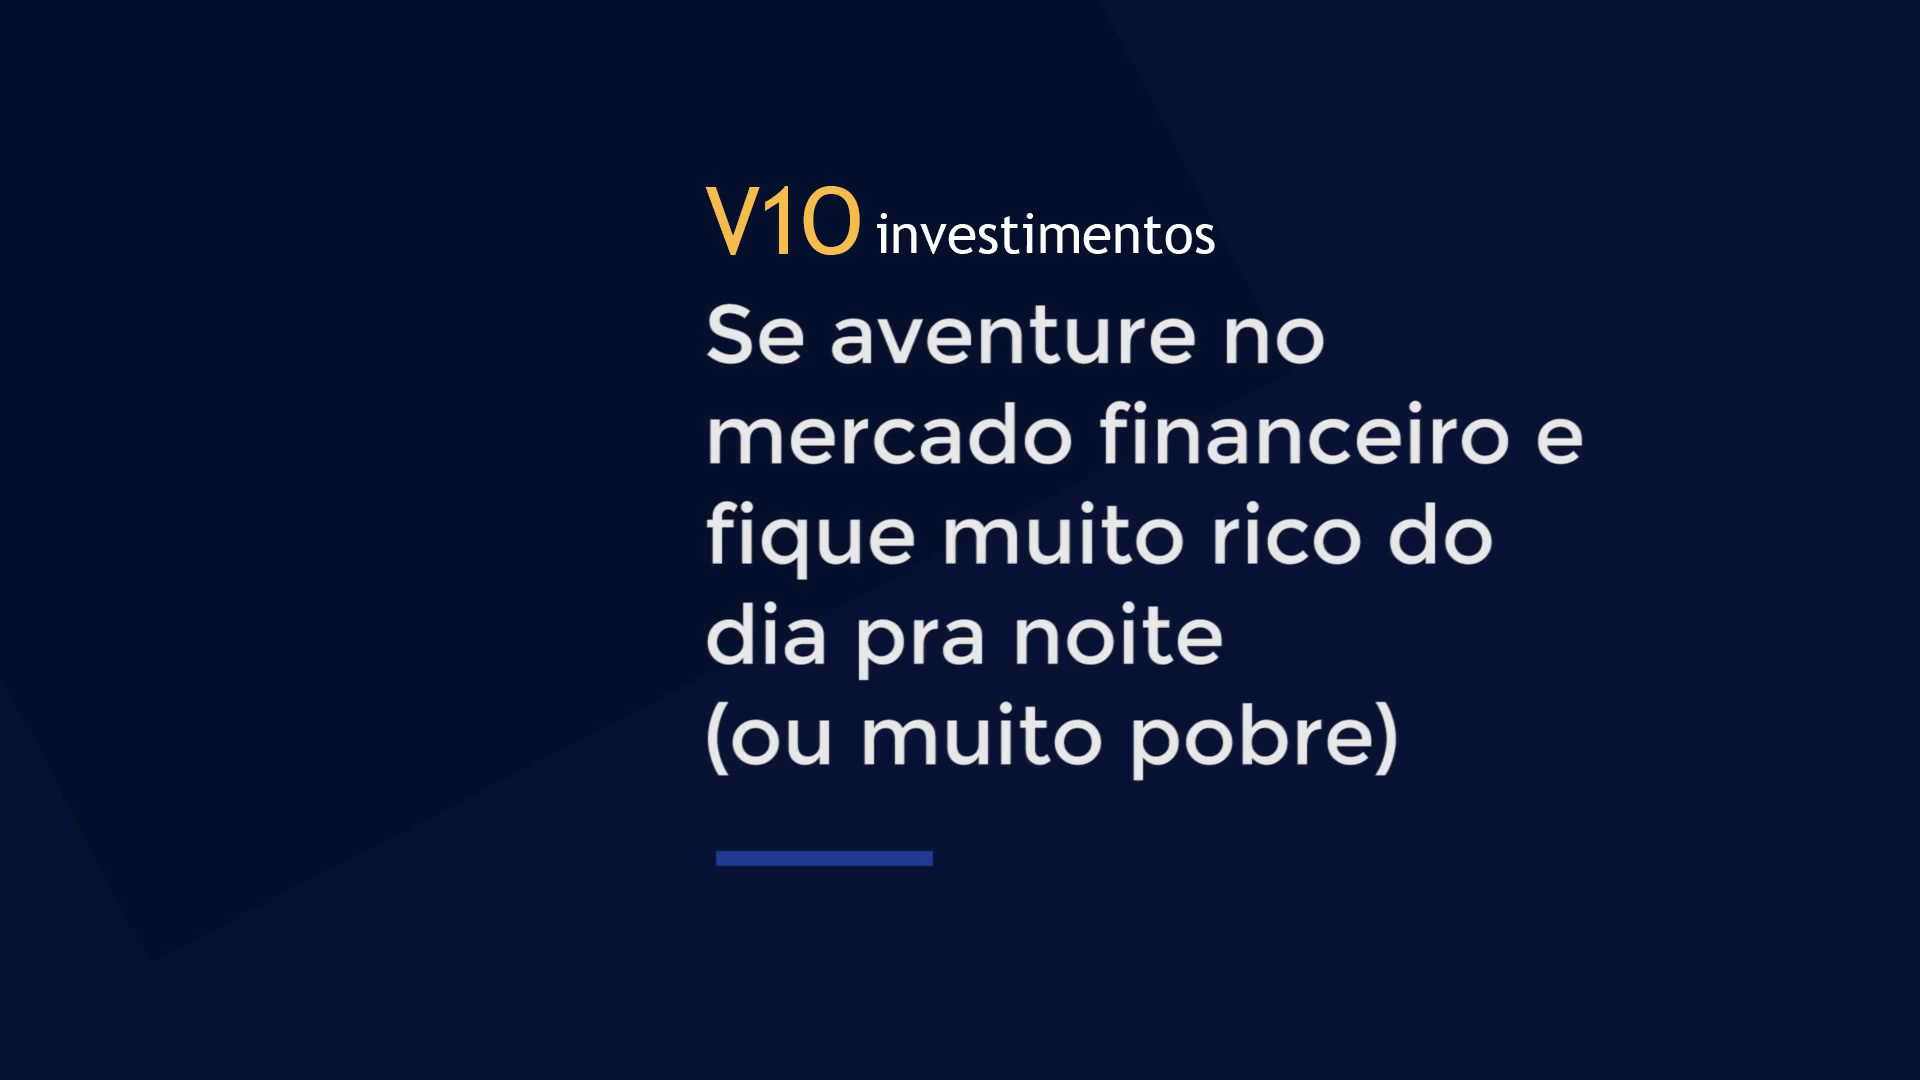 V10 investimentos
Se aventure no
mercado financeiro e
fique muito rico do
dia pra noite
(ou muito pobre)